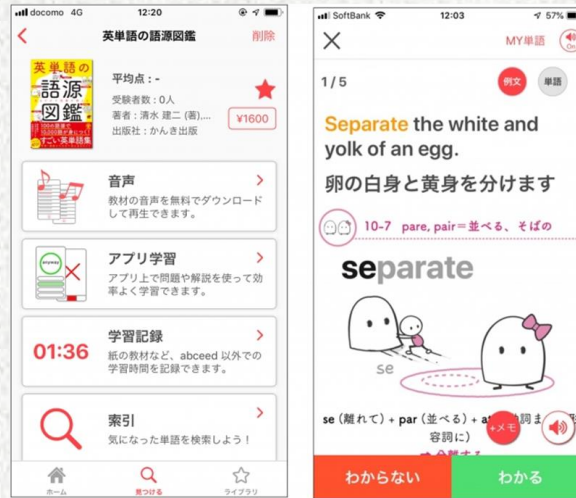 docomo 4G 12:20
英単語の語源図鑑 削除
英単語の
語源
図鑑
すごい英単語集
平均点：-
受験者数：0人
著者：清水 建二 (著),...
出版社：かんき出版
¥1600
音声
教材の音声を無料でダウンロード
して再生できます。
anyway
アプリ学習
アプリ上で問題や解説を使って効
率よく学習できます。
01:36
学習記録
紙の教材など、abceed 以外での
学習時間を記録できます。
索引
気になった単語を検索しよう！
ホーム 見つける ライブラリ
SoftBank 12:03 57%
MY単語 On
1 / 5 例文 単語
Separate the white and
yolk of an egg.
卵の白身と黄身を分けます
10-7 pare, pair＝並べる、そばの
separate
se
se (離れて) + par (並べる) + a
容詞に)
+メモ
わからない わかる